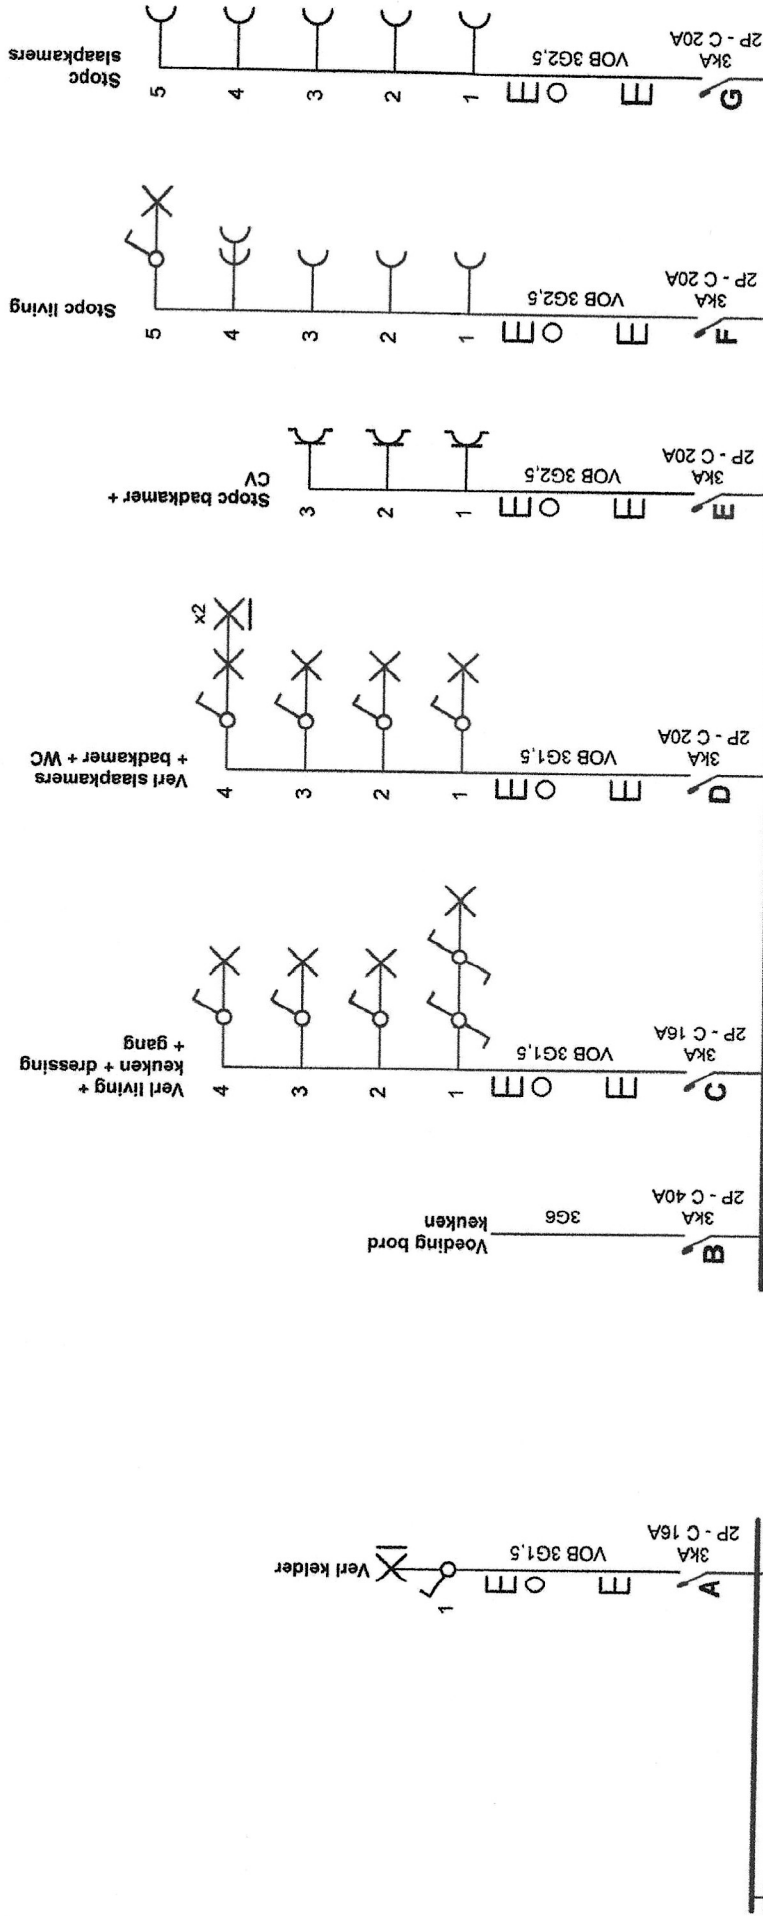 Verl kelder
1
VOB 3G1,5
3kA
2P - C 16A
A
Voeding bord
keuken
3G6
3kA
2P - C 40A
B
Verl living +
keuken + dressing
+ gang
4
3
2
1
VOB 3G1,5
3kA
2P - C 16A
C
Verl slaapkamers
+ badkamer + WC
x2
4
3
2
1
VOB 3G1,5
3kA
2P - C 20A
D
Stopc badkamer +
CV
3
2
1
VOB 3G2,5
3kA
2P - C 20A
E
Stopc living
5
4
3
2
1
VOB 3G2,5
3kA
2P - C 20A
F
Stopc
slaapkamers
5
4
3
2
1
VOB 3G2,5
3kA
2P - C 20A
G